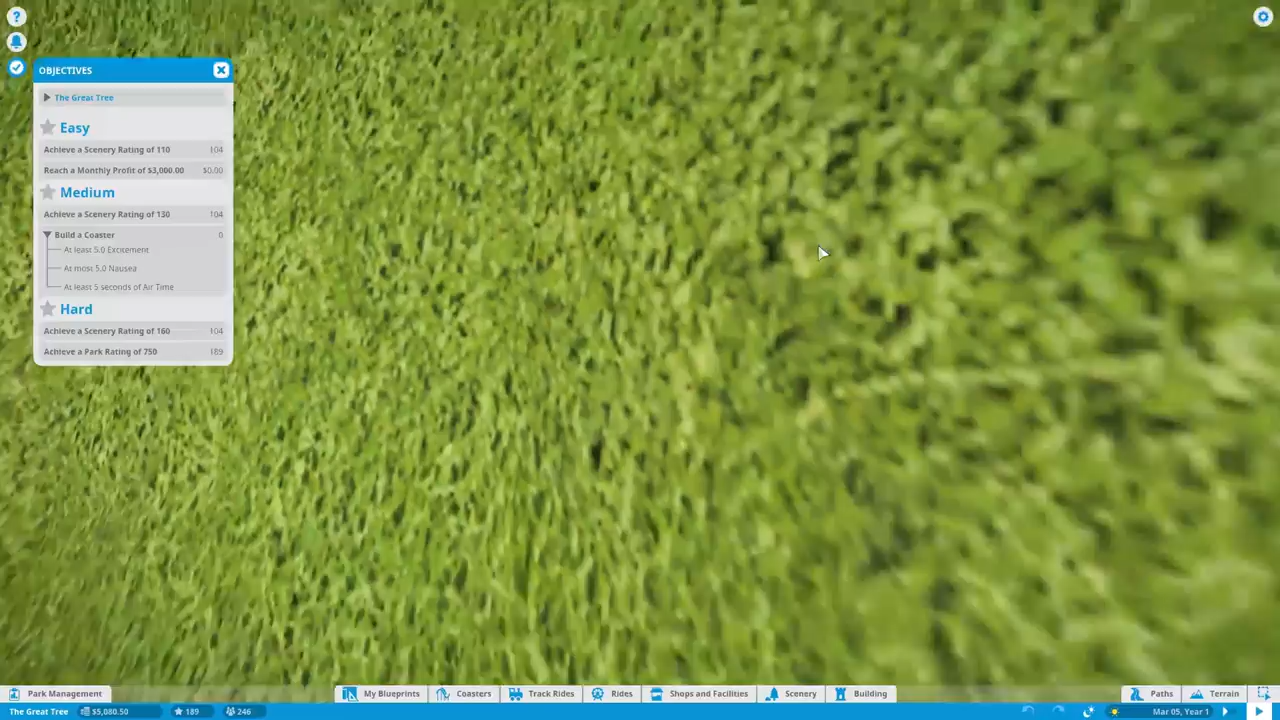 ?
OBJECTIVES
The Great Tree
Easy
Achieve a Scenery Rating of 110 104
Reach a Monthly Profit of $3,000.00 $0.00
Medium
Achieve a Scenery Rating of 130 104
Build a Coaster 0
At least 5.0 Excitement
At most 5.0 Nausea
At least 5 seconds of Air Time
Hard
Achieve a Scenery Rating of 160 104
Achieve a Park Rating of 750 189
Park Management My Blueprints Coasters Track Rides Rides Shops and Facilities Scenery Building Paths Terrain
The Great Tree $5,080.50 189 246 Mar 05, Year 1